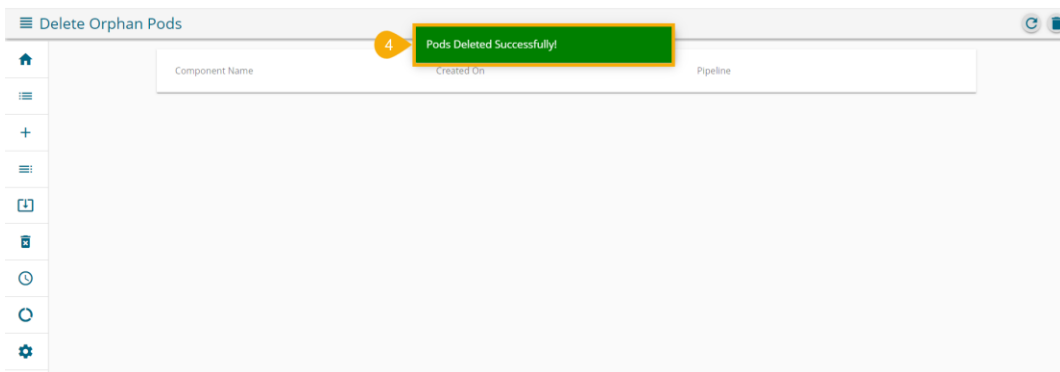 Delete Orphan Pods
4
Pods Deleted Successfully!
Component Name
Created On
Pipeline